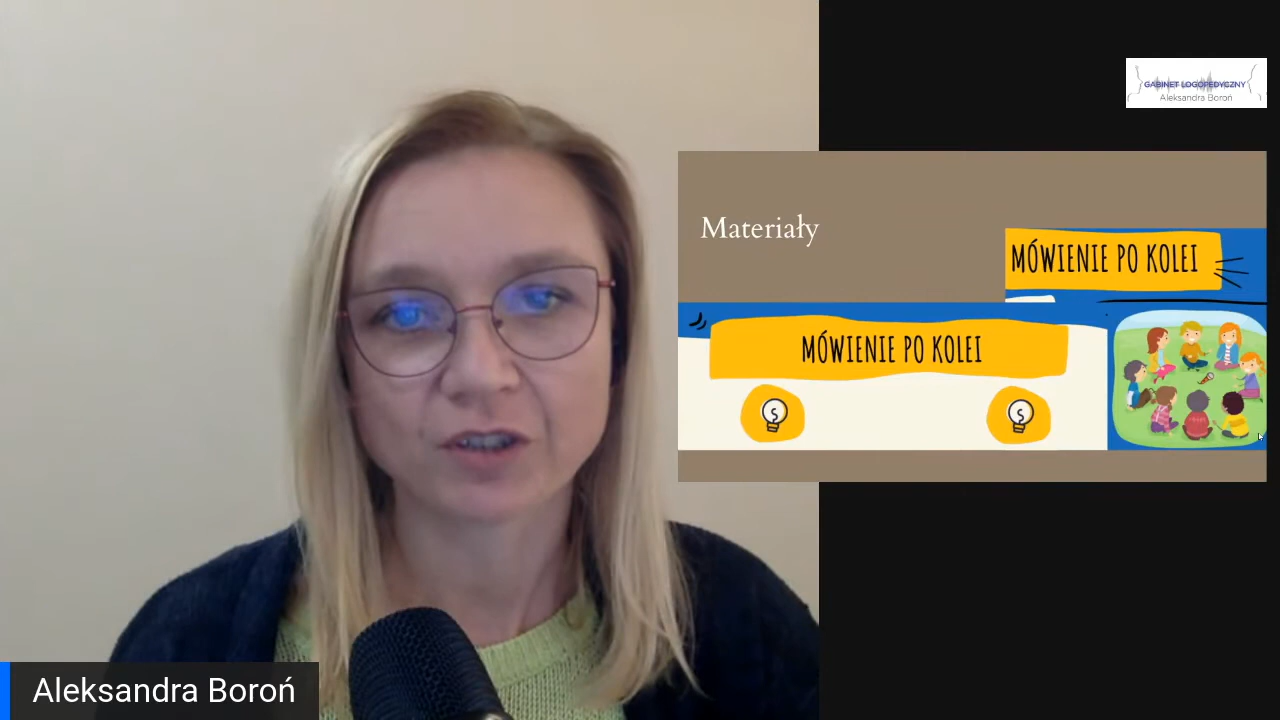 GABINET LOGOPEDYCZNY
Aleksandra Boroń
Materiały
MÓWIENIE PO KOLEI
MÓWIENIE PO KOLEI
Aleksandra Boroń